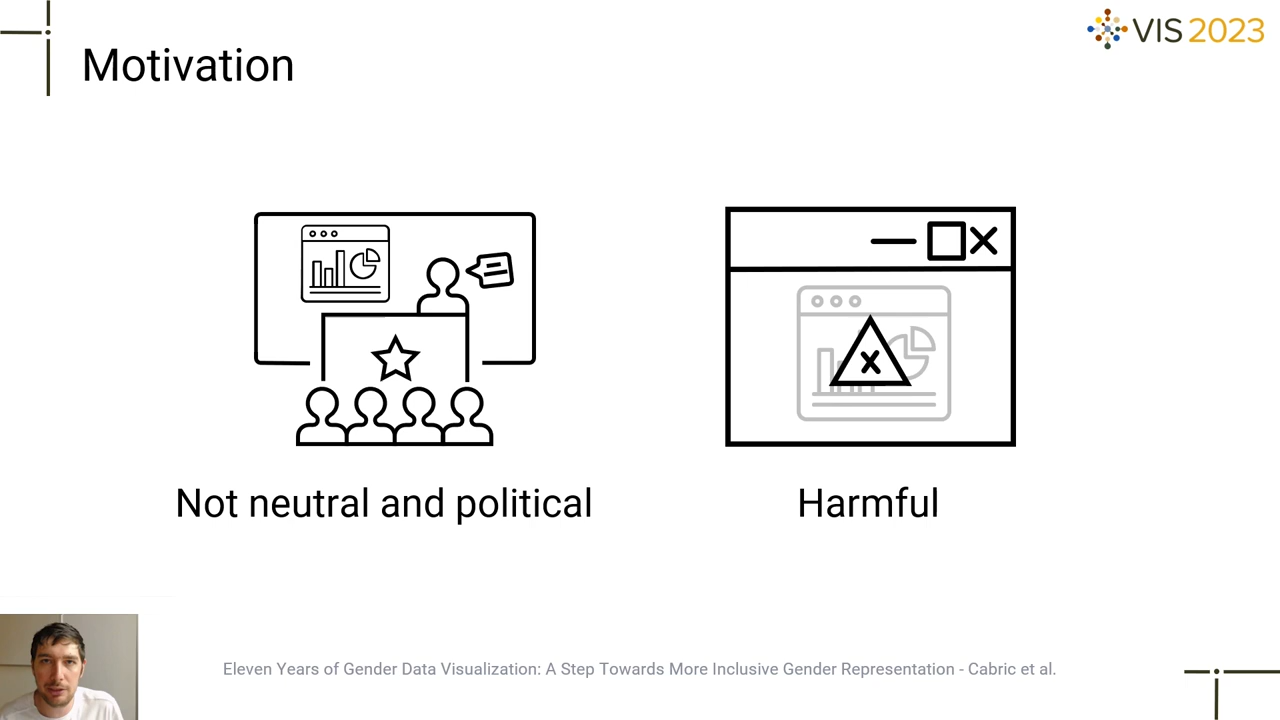 VIS 2023
Motivation
Not neutral and political
Harmful
Eleven Years of Gender Data Visualization: A Step Towards More Inclusive Gender Representation - Cabric et al.